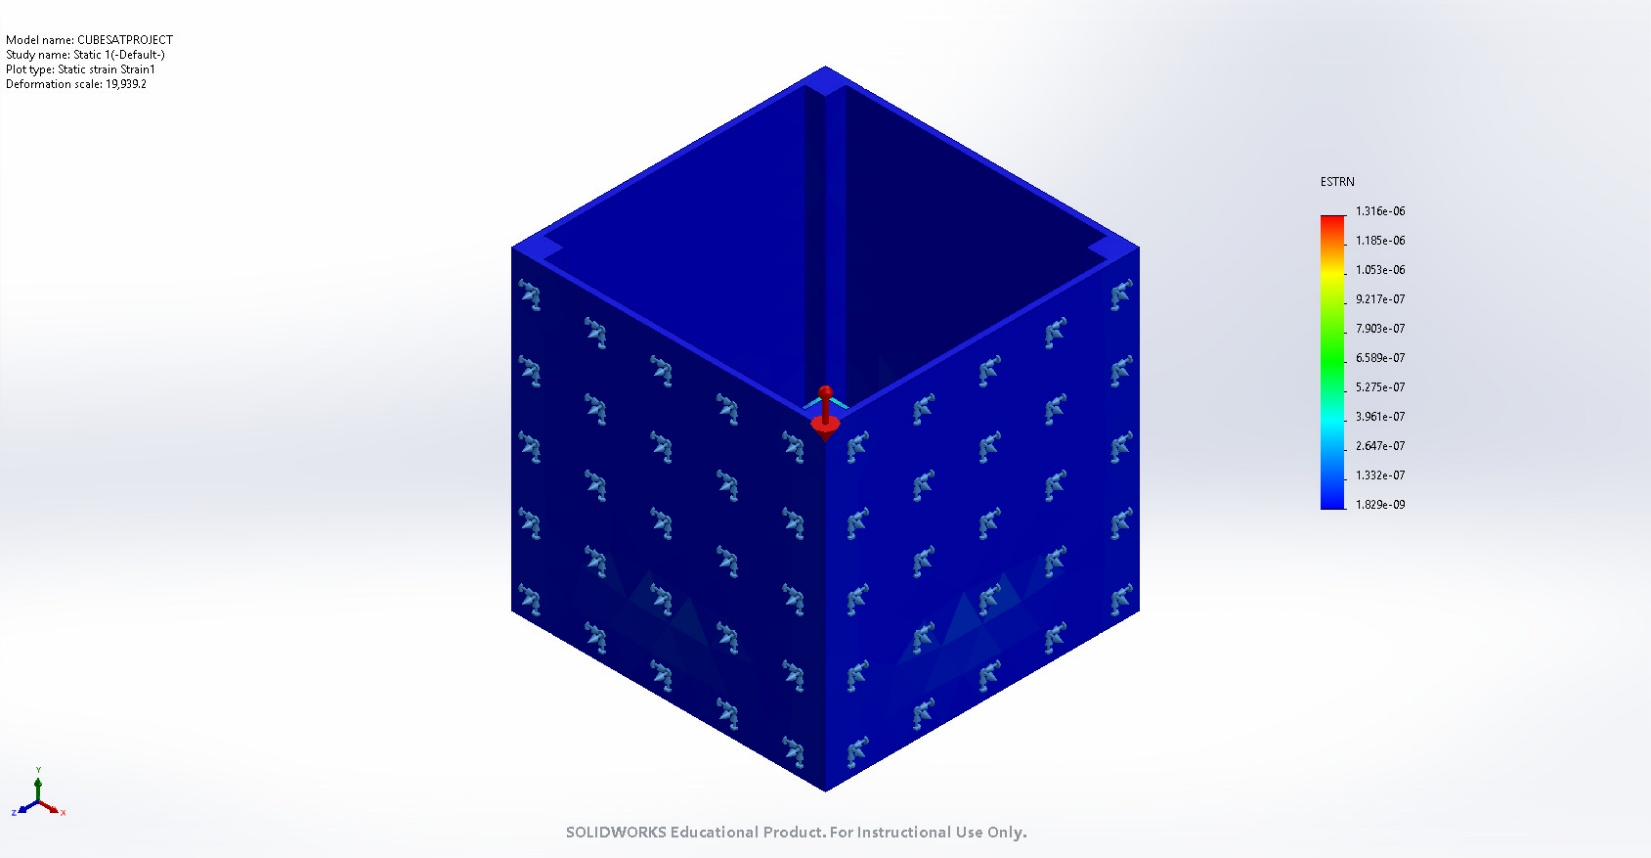 Model name: CUBESATPROJECT
Study name: Static 1(-Default-)
Plot type: Static strain Strain1
Deformation scale: 19,939.2
ESTRN
1.316e-06
1.185e-06
1.053e-06
9.217e-07
7.903e-07
6.589e-07
5.275e-07
3.961e-07
2.647e-07
1.332e-07
1.829e-09
Y
Z
X
SOLIDWORKS Educational Product. For Instructional Use Only.